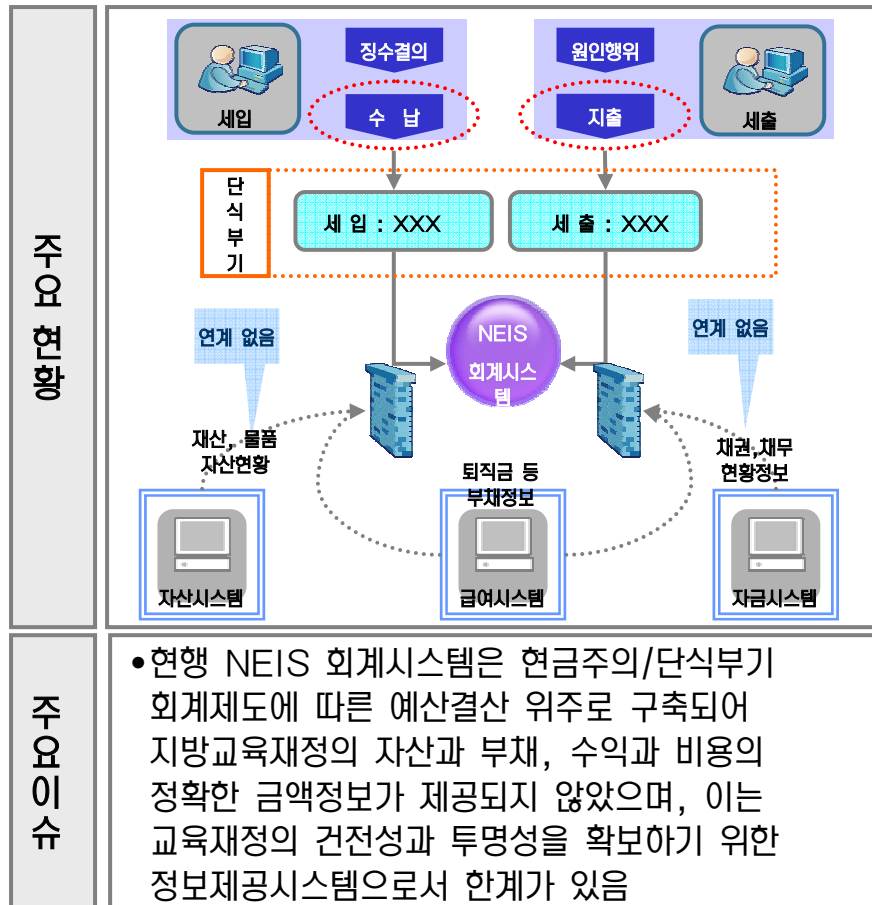 주요 현황
세입
징수결의
수 납
원인행위
지출
세출
단
식
부
기
세 입 : XXX
세 출 : XXX
연계 없음
NEIS
회계시스
템
연계 없음
재산, 물품
자산현황
퇴직금 등
부채정보
채권,채무
현황정보
자산시스템
급여시스템
자금시스템
주요이슈
•현행 NEIS 회계시스템은 현금주의/단식부기
회계제도에 따른 예산결산 위주로 구축되어
지방교육재정의 자산과 부채, 수익과 비용의
정확한 금액정보가 제공되지 않았으며, 이는
교육재정의 건전성과 투명성을 확보하기 위한
정보제공시스템으로서 한계가 있음